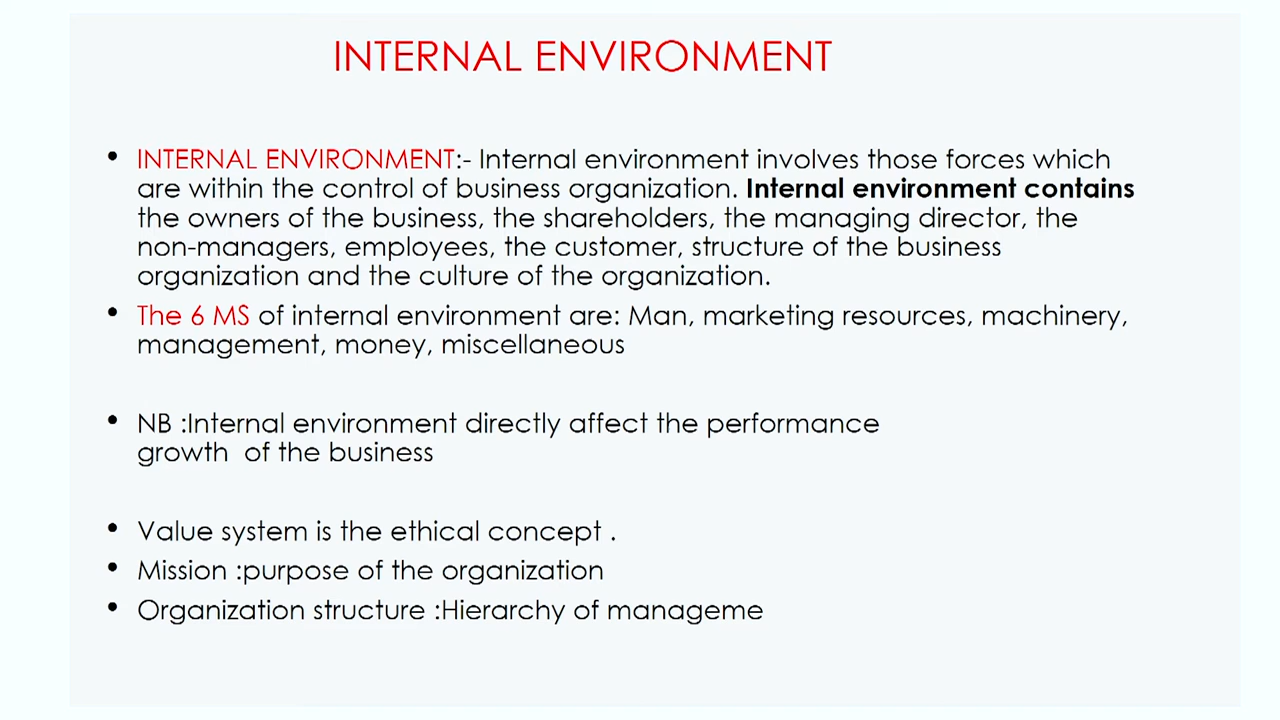 INTERNAL ENVIRONMENT
• INTERNAL ENVIRONMENT:- Internal environment involves those forces which
are within the control of business organization. Internal environment contains
the owners of the business, the shareholders, the managing director, the
non-managers, employees, the customer, structure of the business
organization and the culture of the organization.
• The 6 MS of internal environment are: Man, marketing resources, machinery,
management, money, miscellaneous
• NB :Internal environment directly affect the performance
growth of the business
• Value system is the ethical concept .
• Mission :purpose of the organization
• Organization structure :Hierarchy of manageme